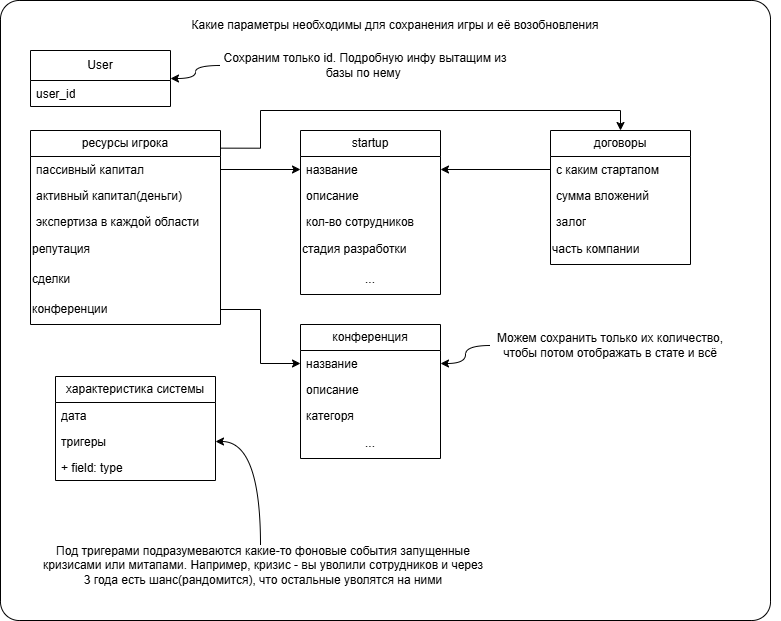 Какие параметры необходимы для сохранения игры и её возобновления
User
user_id
Сохраним только id. Подробную инфу вытащим из
базы по нему
ресурсы игрока
пассивный капитал
активный капитал(деньги)
экспертиза в каждой области
репутация
сделки
конференции
startup
название
описание
кол-во сотрудников
стадия разработки
...
договоры
с каким стартапом
сумма вложений
залог
часть компании
конференция
название
описание
категоря
...
Можем сохранить только их количество,
чтобы потом отображать в стате и всё
характеристика системы
дата
тригеры
+ field: type
Под тригерами подразумеваются какие-то фоновые события запущенные
кризисами или митапами. Например, кризис - вы уволили сотрудников и через
3 года есть шанс(рандомится), что остальные уволятся на ними